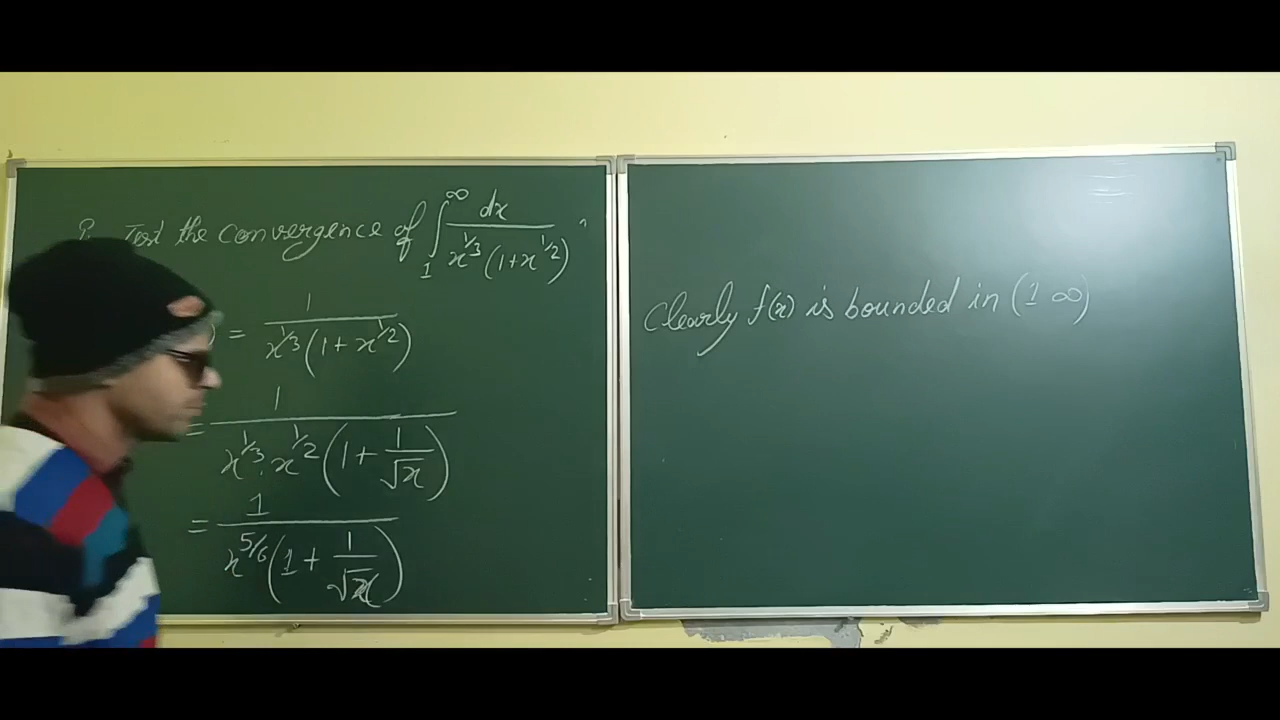 Test the convergence of ∫₁^∞ dx / x^1/3 (1+x^1/2)
) = 1 / x^1/3 (1+x^1/2)
= 1 / x^1/3 . x^1/2 (1 + 1/√x)
= 1 / x^5/6 (1 + 1/√x)
Clearly f(x) is bounded in (1 ∞)